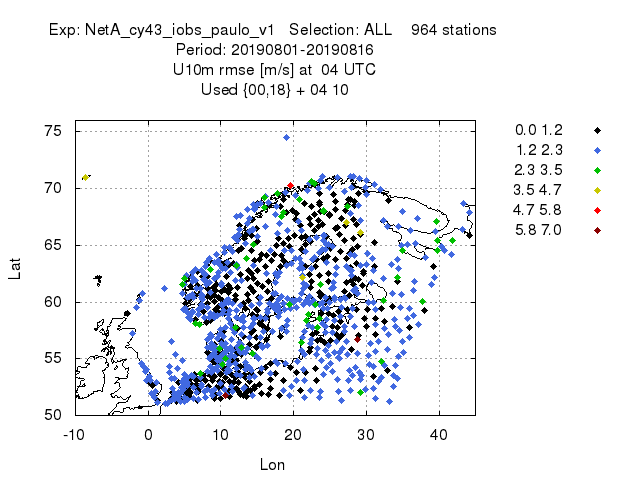 Exp: NetA_cy43_iobs_paulo_v1 Selection: ALL 964 stations
Period: 20190801-20190816
U10m rmse [m/s] at 04 UTC
Used {00,18} + 04 10
75
70
65
60
55
50
Lat
-10 0 10 20 30 40
Lon
0.0 1.2
1.2 2.3
2.3 3.5
3.5 4.7
4.7 5.8
5.8 7.0